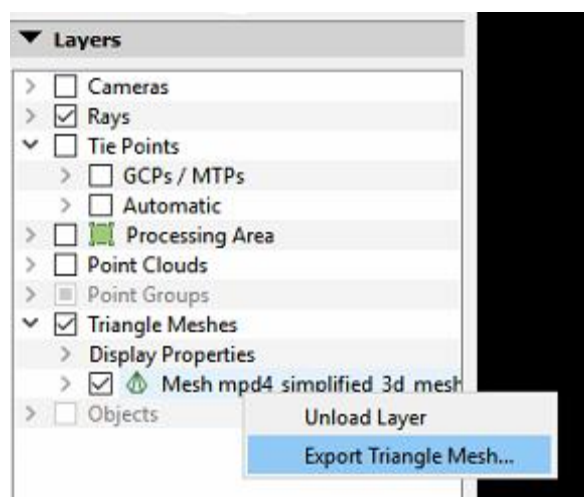 Layers
Cameras
Rays
Tie Points
GCPs / MTPs
Automatic
Processing Area
Point Clouds
Point Groups
Triangle Meshes
Display Properties
Mesh mpd4_simplified_3d_mesh
Objects
Unload Layer
Export Triangle Mesh...